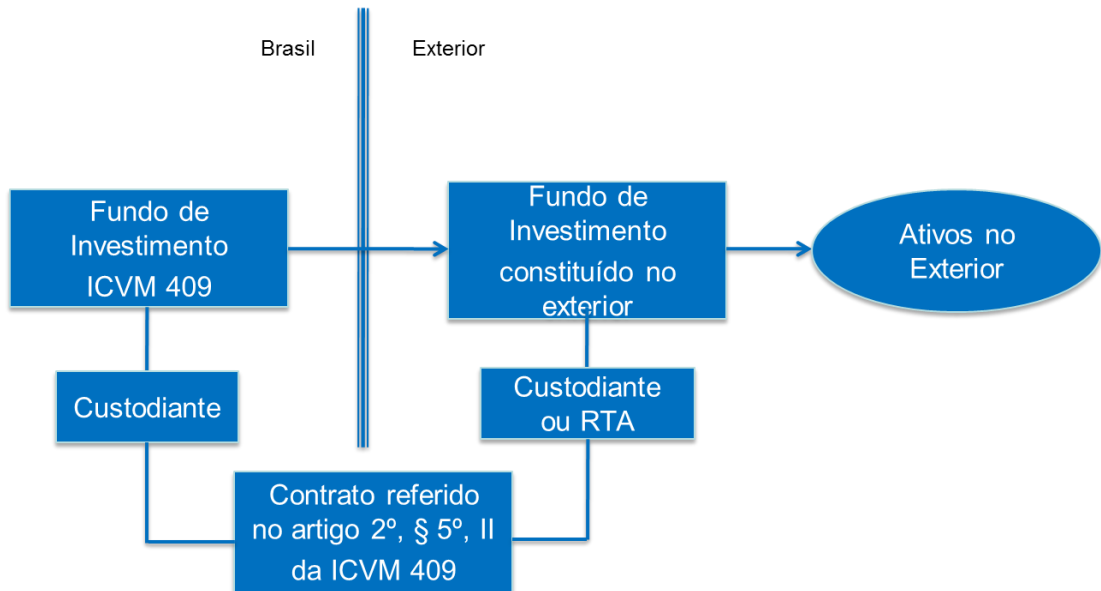 Brasil
Exterior
Fundo de
Investimento
ICVM 409
Fundo de
Investimento
constituído no
exterior
Ativos no
Exterior
Custodiante
Custodiante
ou RTA
Contrato referido
no artigo 2º, § 5º, II
da ICVM 409